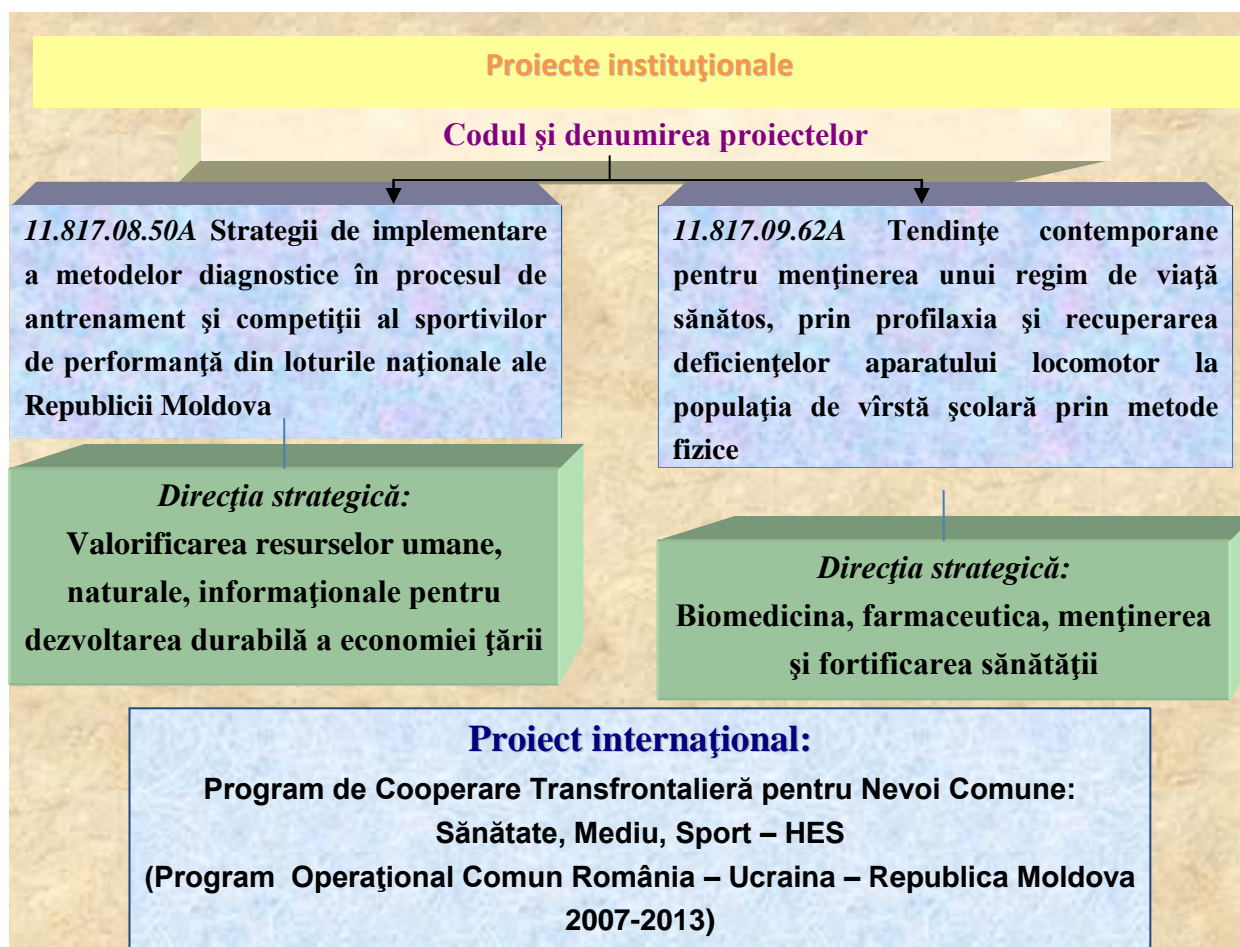 Proiecte instituţionale
Codul şi denumirea proiectelor
11.817.08.50A Strategii de implementare
a metodelor diagnostice în procesul de
antrenament şi competiţii al sportivilor
de performanţă din loturile naţionale ale
Republicii Moldova
11.817.09.62A Tendinţe contemporane
pentru menţinerea unui regim de viaţă
sănătos, prin profilaxia şi recuperarea
deficienţelor aparatului locomotor la
populaţia de vîrstă şcolară prin metode
fizice
Direcţia strategică:
Valorificarea resurselor umane,
naturale, informaţionale pentru
dezvoltarea durabilă a economiei ţării
Direcţia strategică:
Biomedicina, farmaceutica, menţinerea
şi fortificarea sănătăţii
Proiect internaţional:
Program de Cooperare Transfrontalieră pentru Nevoi Comune:
Sănătate, Mediu, Sport – HES
(Program Operaţional Comun România – Ucraina – Republica Moldova
2007-2013)